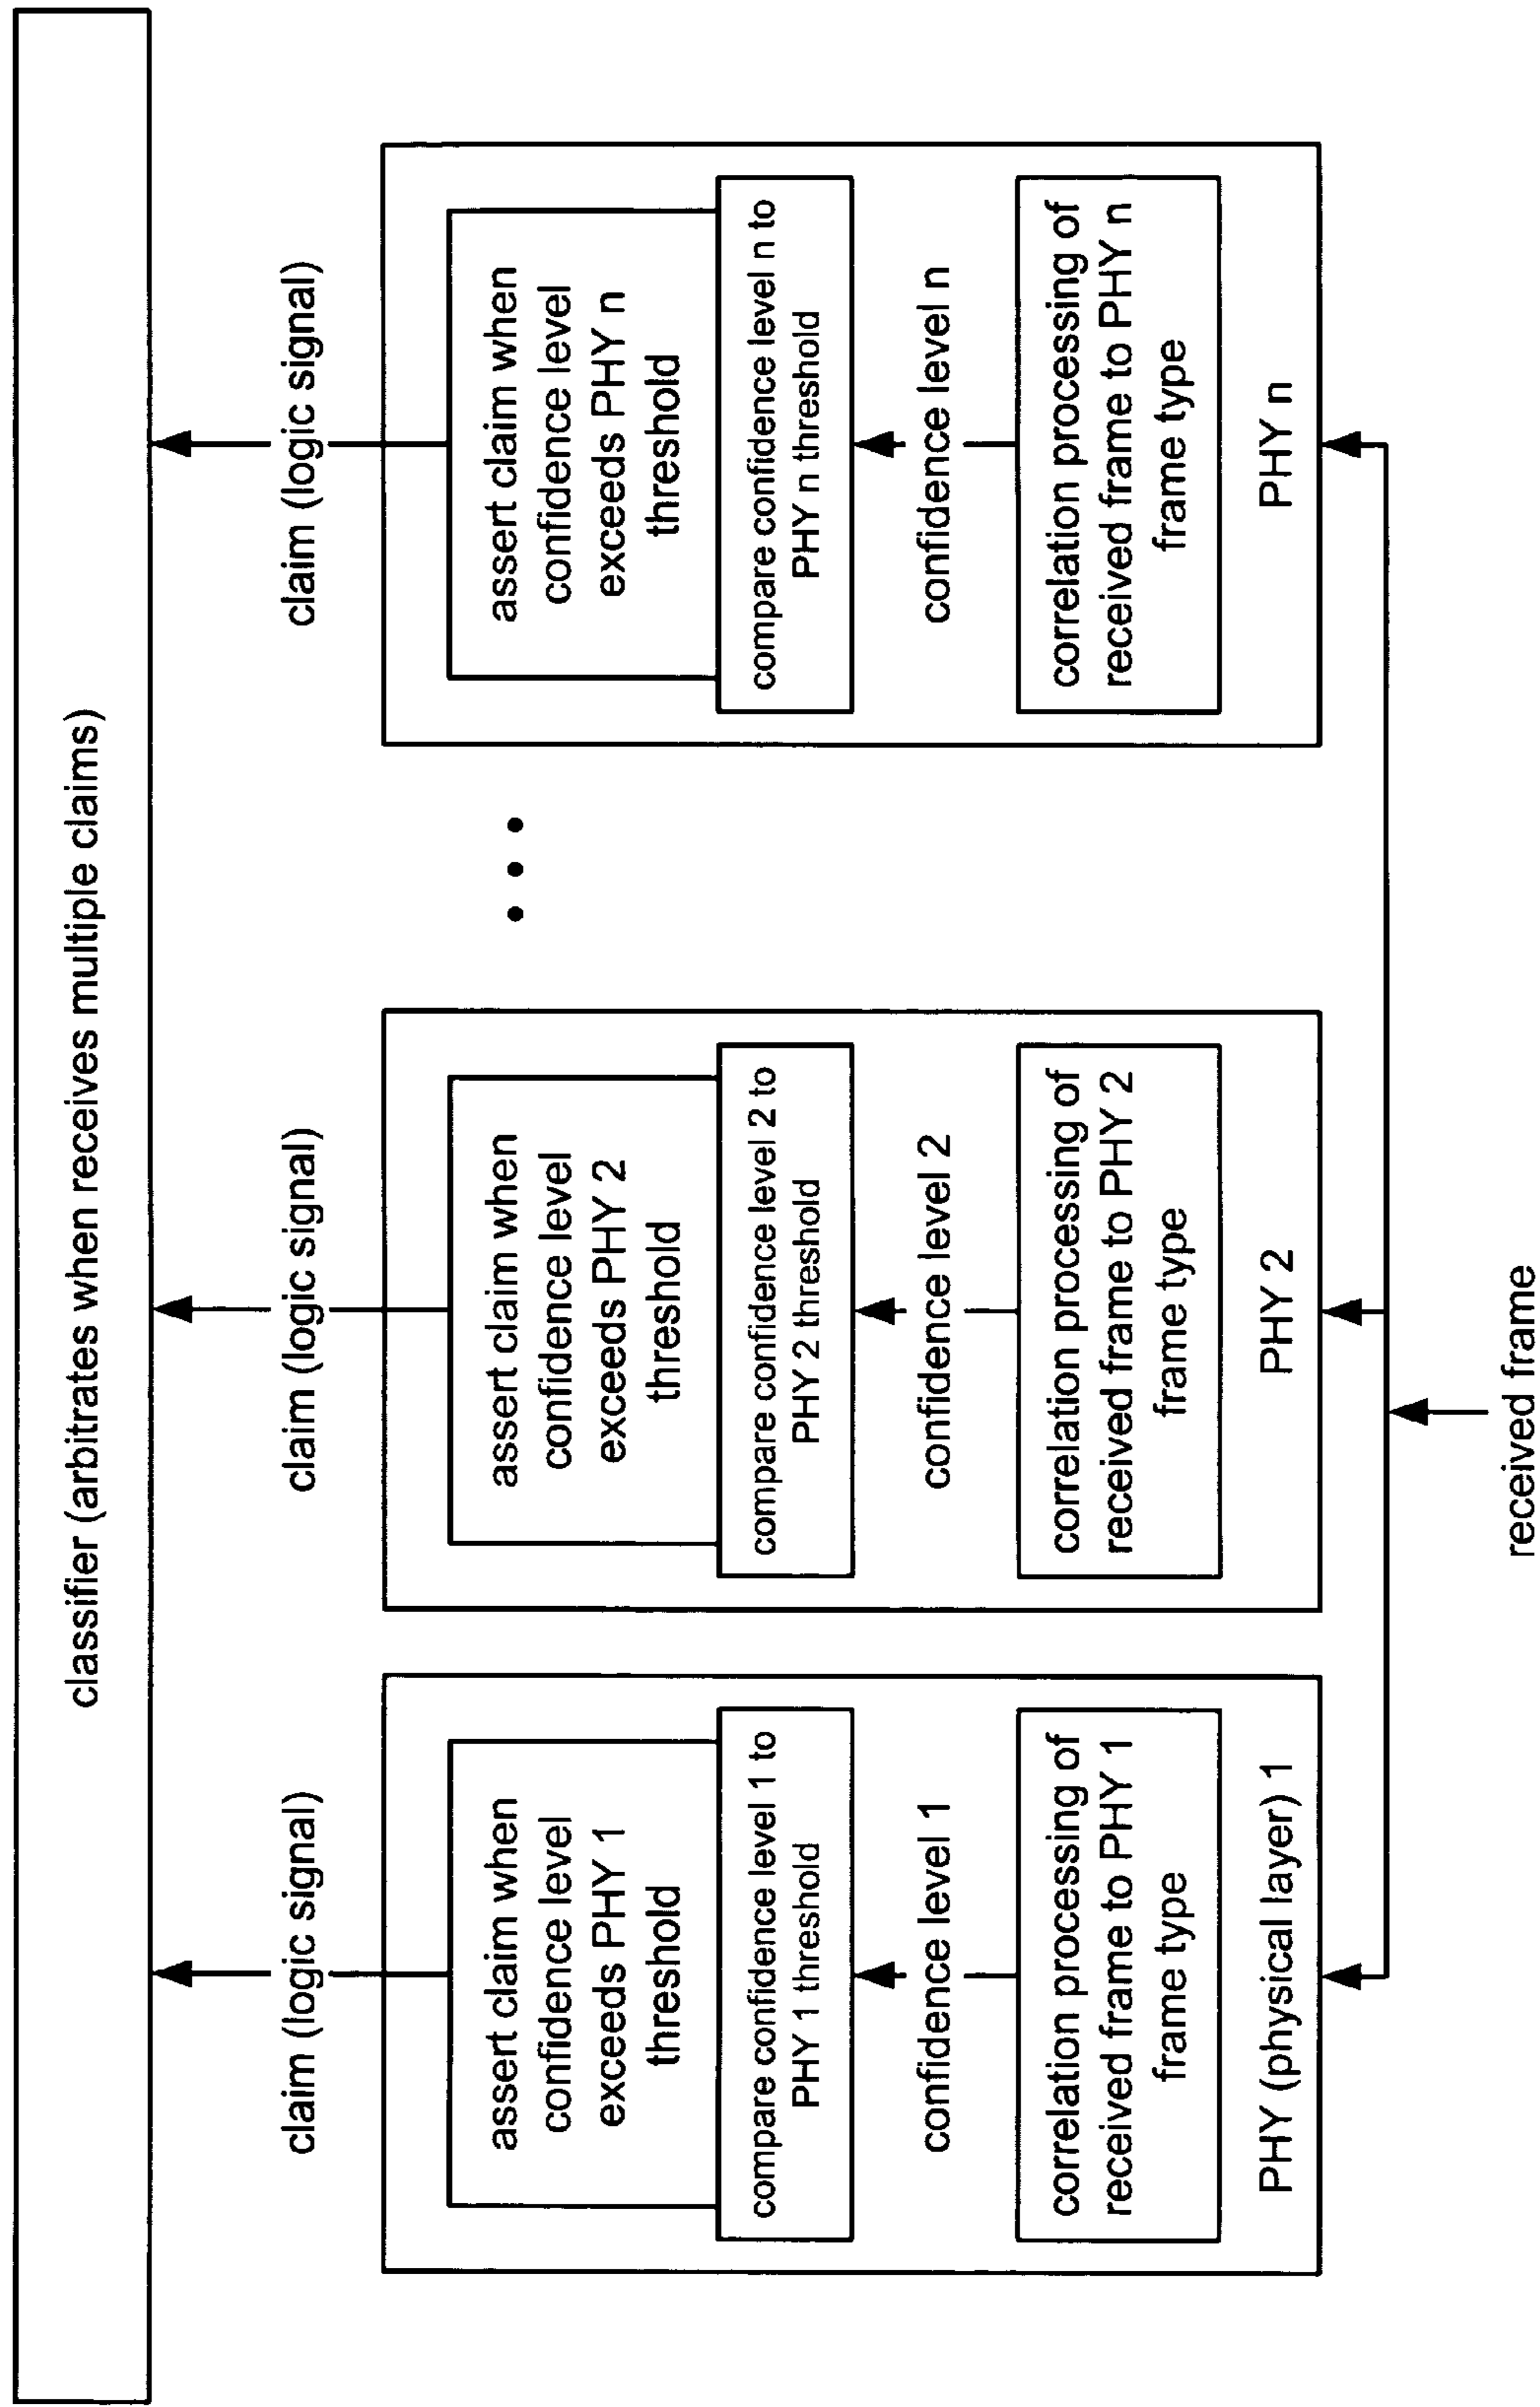 classifier (arbitrates when receives multiple claims)
claim (logic signal)
claim (logic signal)
claim (logic signal)
assert claim when
confidence level
exceeds PHY 1
threshold
compare confidence level 1 to
PHY 1 threshold
confidence level 1
correlation processing of
received frame to PHY 1
frame type
PHY (physical layer) 1
assert claim when
confidence level
exceeds PHY 2
threshold
compare confidence level 2 to
PHY 2 threshold
confidence level 2
correlation processing of
received frame to PHY 2
frame type
PHY 2
assert claim when
confidence level
exceeds PHY n
threshold
compare confidence level n to
PHY n threshold
confidence level n
correlation processing of
received frame to PHY n
frame type
PHY n
received frame